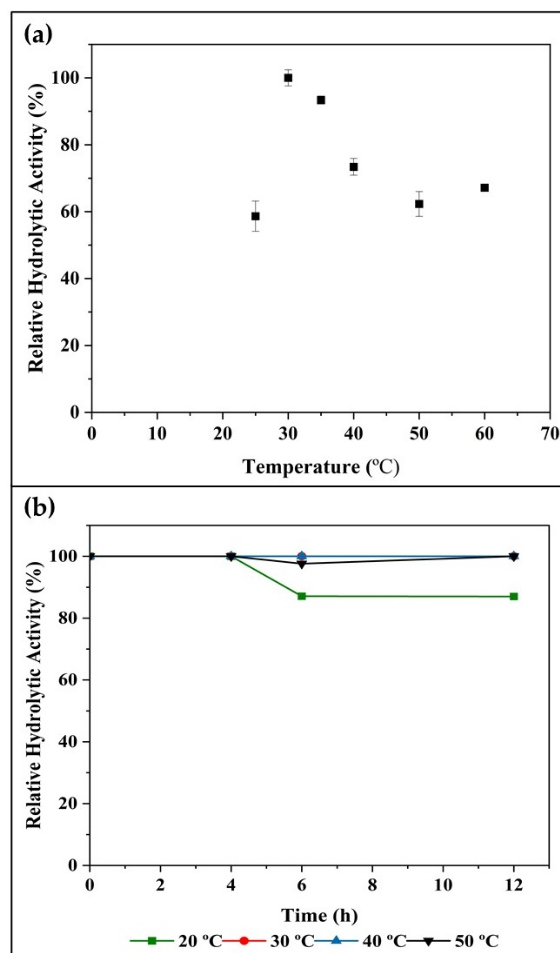 (a)
Relative Hydrolytic Activity (%)
100
80
60
40
20
0
0 10 20 30 40 50 60 70
Temperature (ºC)
(b)
Relative Hydrolytic Activity (%)
100
80
60
40
20
0
0 2 4 6 8 10 12
Time (h)
20 ºC 30 ºC 40 ºC 50 ºC